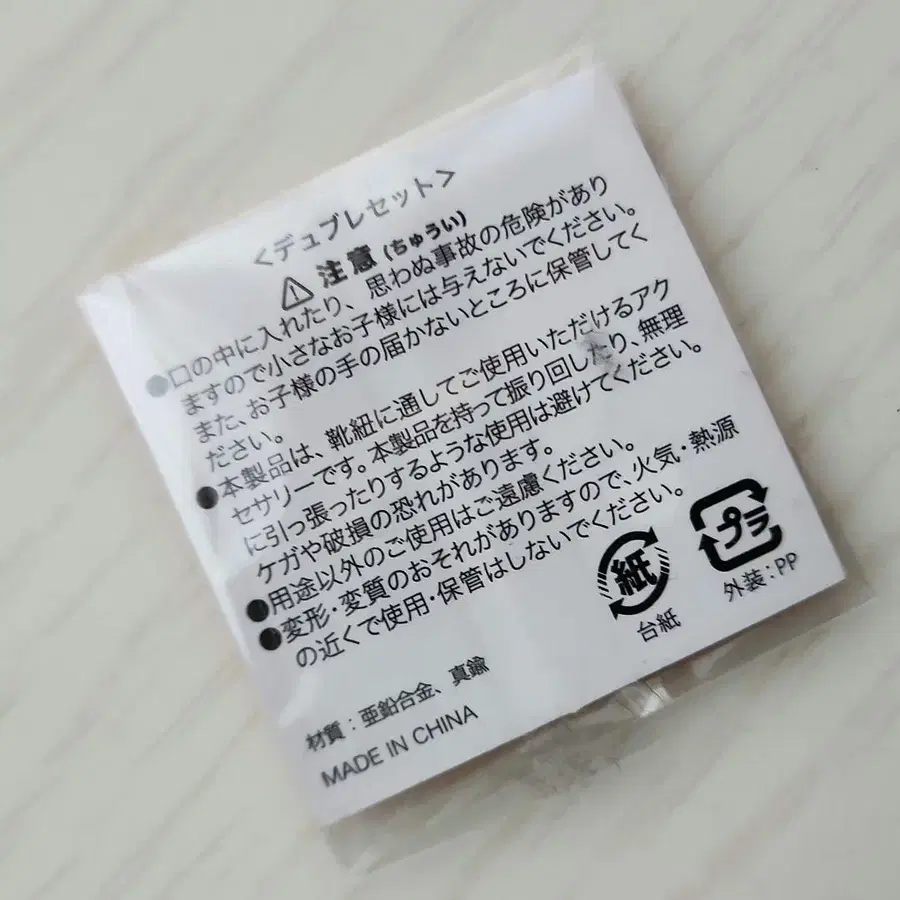 <デュブレセット>
⚠ 注意(ちゅうい)
●口の中に入れたり、思わぬ事故の危険があり
ますので小さなお子様には与えないでください。
また、お子様の手の届かないところに保管してく
ださい。
●本製品は、靴紐に通してご使用いただけるアク
セサリーです。本製品を持って振り回したり、無理
に引っ張ったりするような使用は避けてください。
ケガや破損の恐れがあります。
●用途以外のご使用はご遠慮ください。
●変形・変質のおそれがありますので、火気・熱源
の近くで使用・保管はしないでください。
紙
台紙
プラ
外装:PP
材質:亜鉛合金、真鍮
MADE IN CHINA